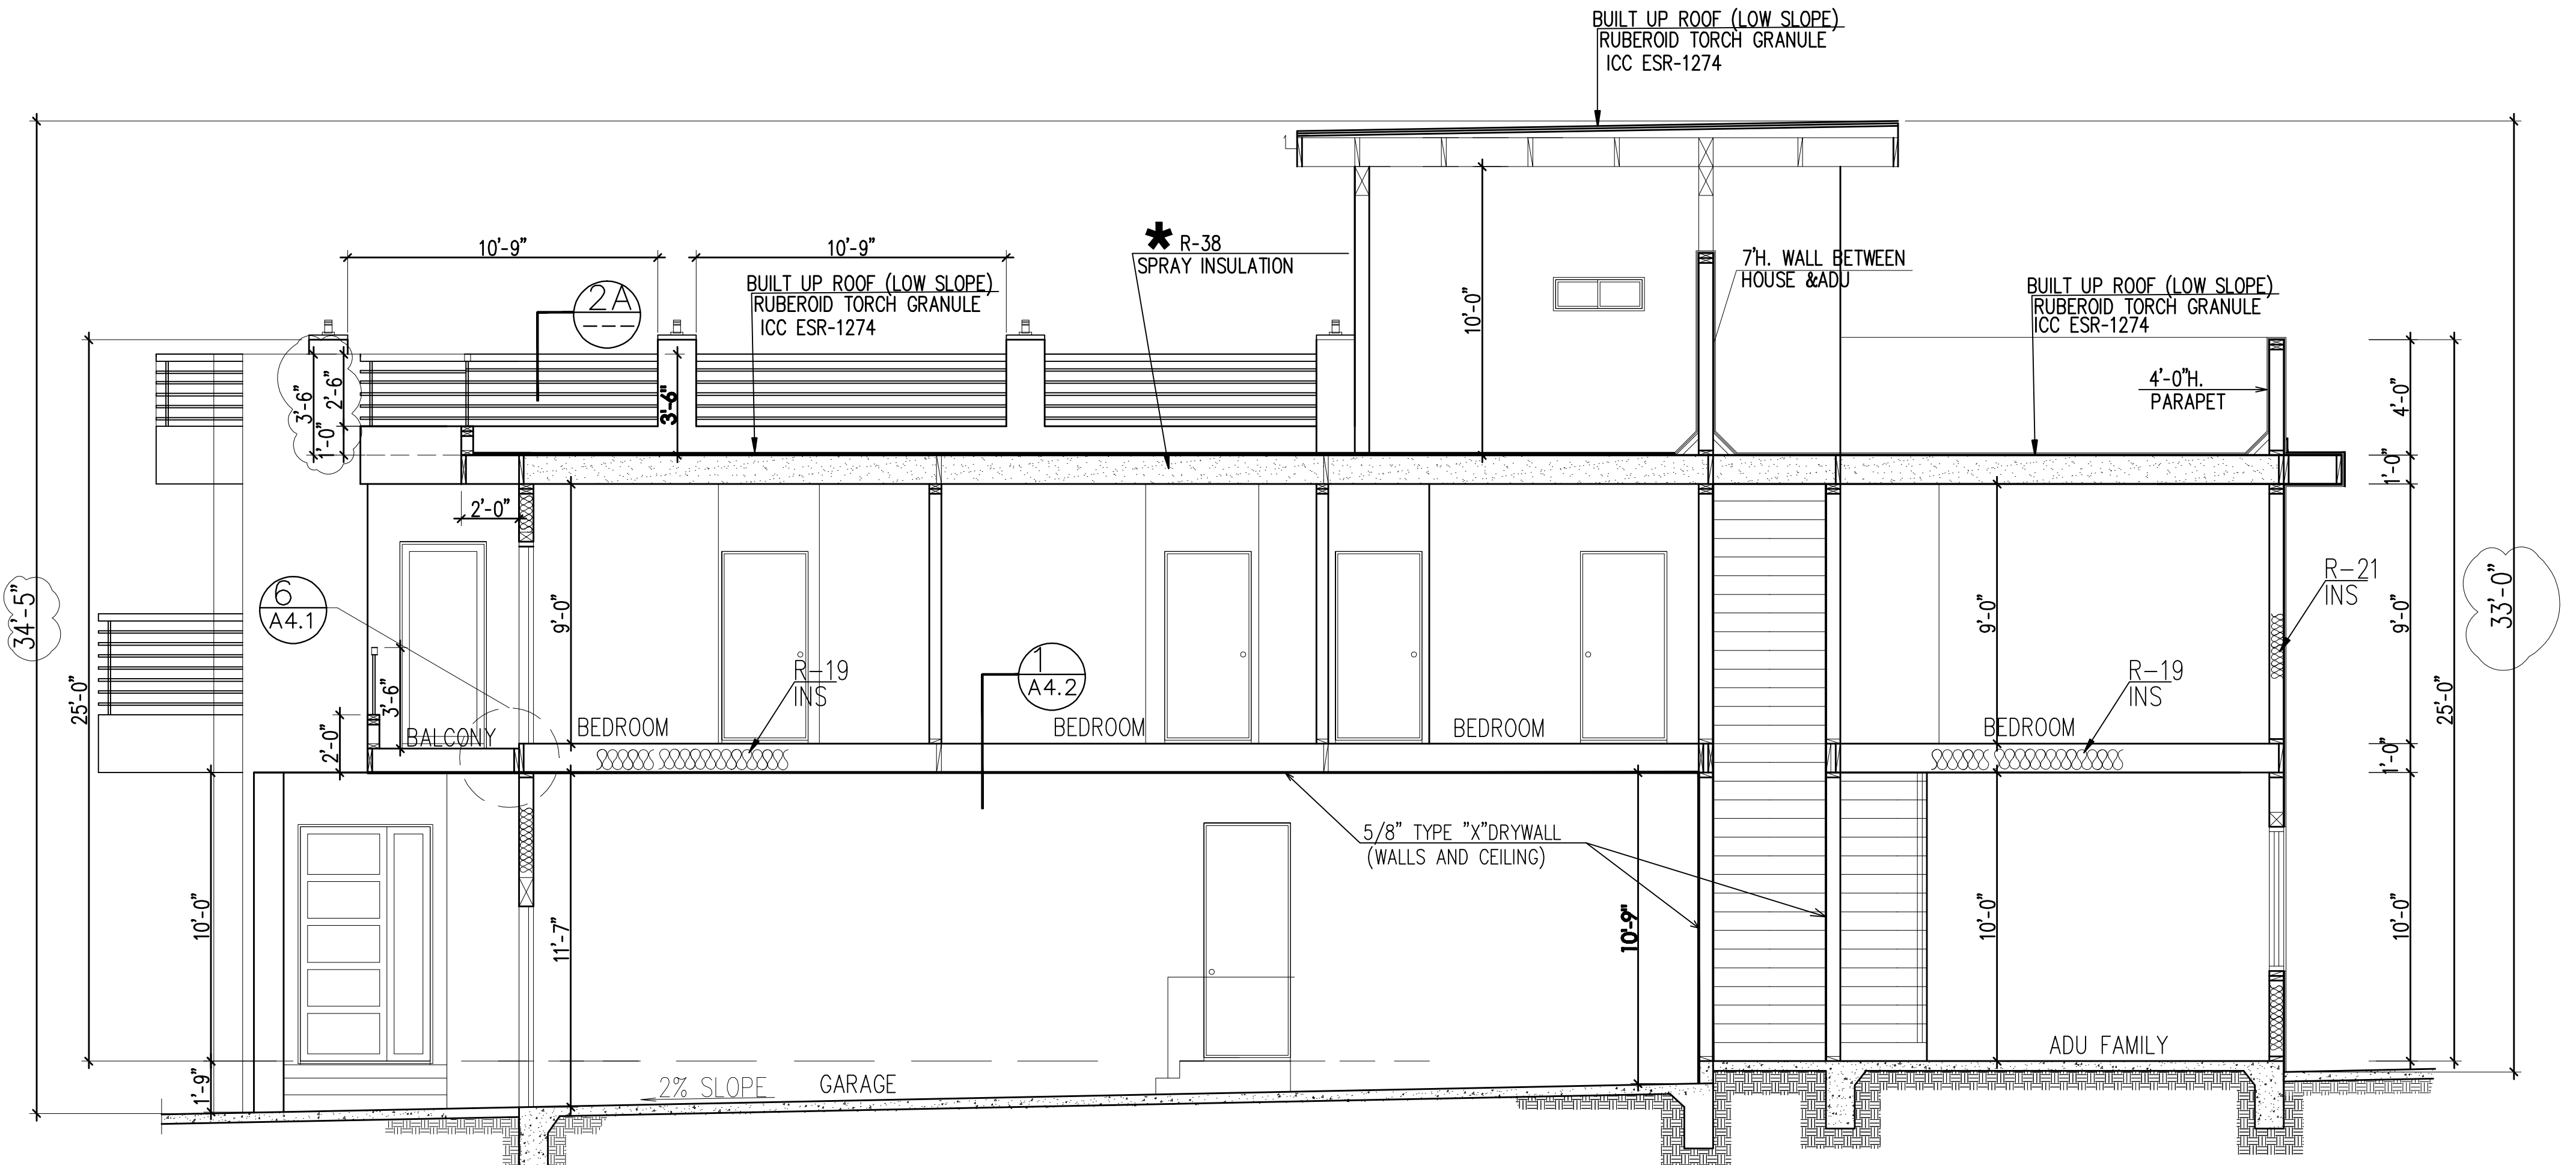 BUILT UP ROOF (LOW SLOPE)
RUBEROID TORCH GRANULE
ICC ESR-1274
10'-9"
10'-9"
2A
BUILT UP ROOF (LOW SLOPE)
RUBEROID TORCH GRANULE
ICC ESR-1274
* R-38
SPRAY INSULATION
10'-0"
7'H. WALL BETWEEN
HOUSE &ADU
BUILT UP ROOF (LOW SLOPE)
RUBEROID TORCH GRANULE
ICC ESR-1274
3'-6"
2'-6"
1'-0"
3'-6"
4'-0"H.
PARAPET
4'-0"
1'-0"
2'-0"
34'-5"
25'-0"
6
A4.1
9'-0"
3'-6"
2'-0"
BALCONY
BEDROOM
R-19
INS
1
A4.2
BEDROOM
BEDROOM
9'-0"
BEDROOM
R-19
INS
R-21
INS
9'-0"
1'-0"
25'-0"
33'-0"
5/8" TYPE "X"DRYWALL
(WALLS AND CEILING)
10'-0"
1'-9"
11'-7"
10'-9"
10'-0"
10'-0"
2% SLOPE
GARAGE
ADU FAMILY